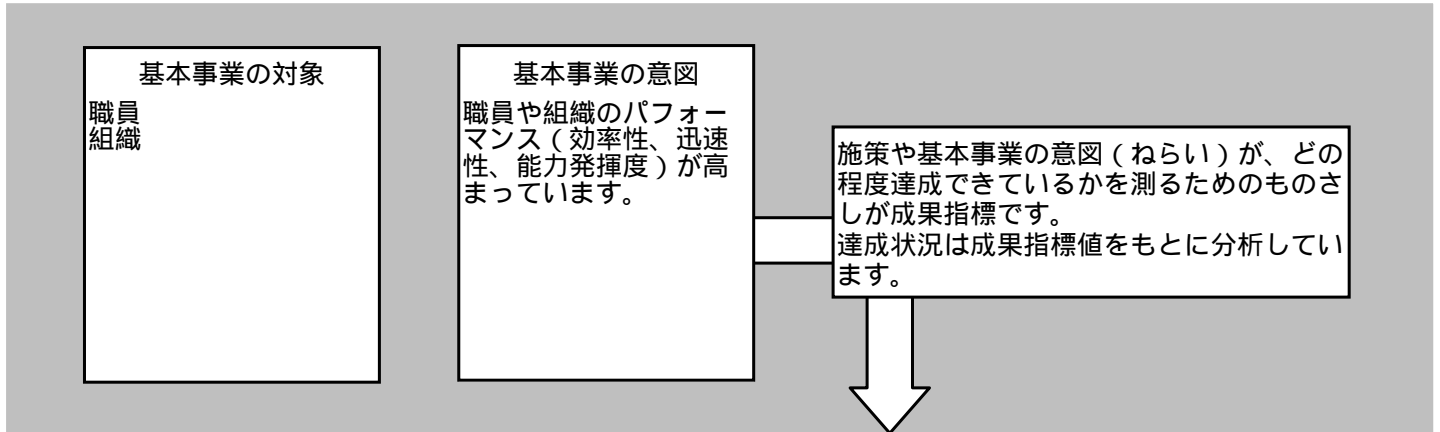 基本事業の対象
職員
組織
基本事業の意図
職員や組織のパフォー
マンス（効率性、迅速
性、能力発揮度）が高
まっています。
施策や基本事業の意図（ねらい）が、どの
程度達成できているかを測るためのものさ
しが成果指標です。
達成状況は成果指標値をもとに分析してい
ます。